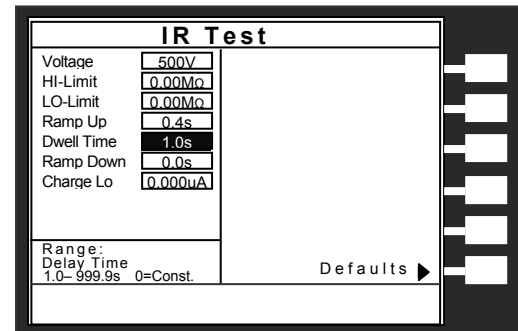 IR Test
Voltage 500V
HI-Limit 0.00MΩ
LO-Limit 0.00MΩ
Ramp Up 0.4s
Dwell Time 1.0s
Ramp Down 0.0s
Charge Lo 0.000uA
Range:
Delay Time
1.0– 999.9s 0=Const.
Defaults ▶